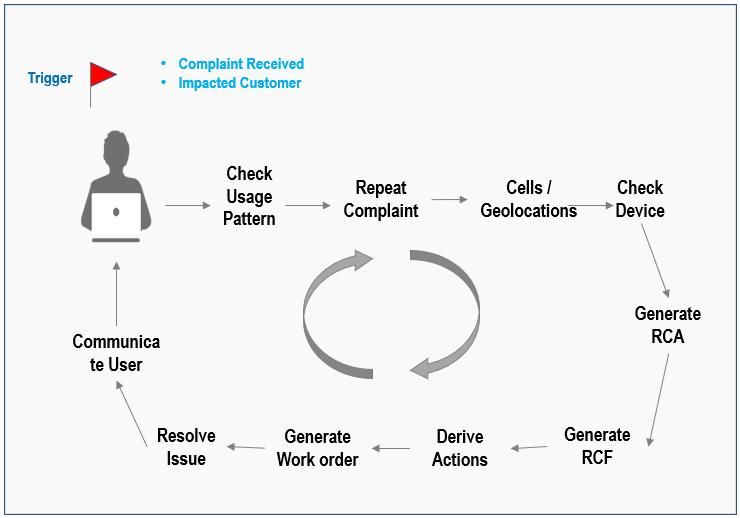 Trigger
• Complaint Received
• Impacted Customer
Check
Usage
Pattern
Repeat
Complaint
Cells /
Geolocations
Check
Device
Generate
RCA
Generate
RCF
Derive
Actions
Generate
Work order
Resolve
Issue
Communica
te User